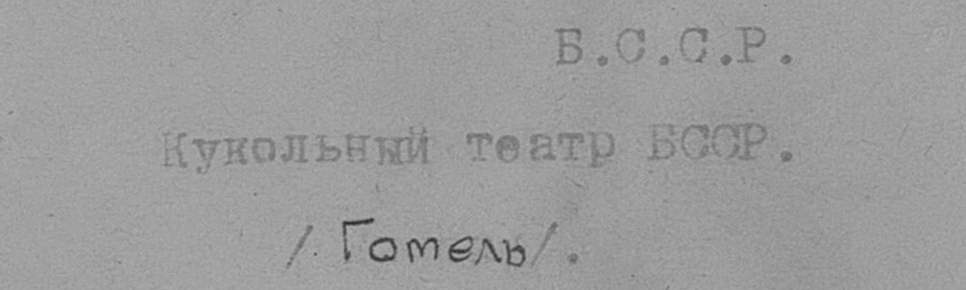 Б.С.С.Р.
Кукольный театр БССР.
/. Гомель/.